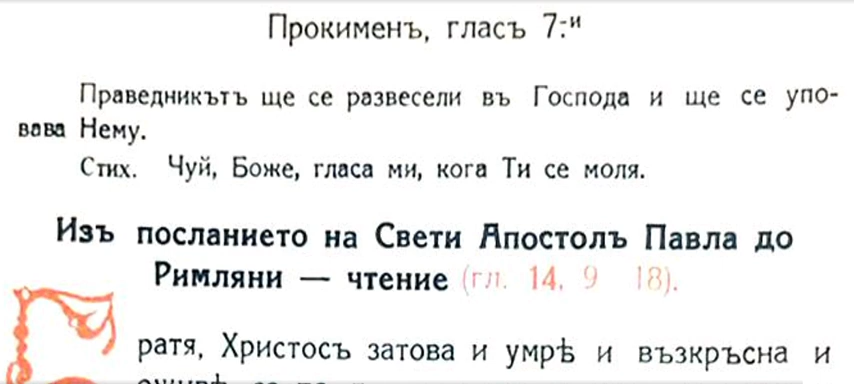 Прокименъ, гласъ 7:и
Праведникътъ ще се развесели въ Господа и ще се упо-
вава Нему.
Стих. Чуй, Боже, гласа ми, кога Ти се моля.
Изъ посланието на Свети Апостолъ Павла до
Римляни — чтение (гл. 14, 9 18).
Братя, Христосъ затова и умрѣ и възкръсна и